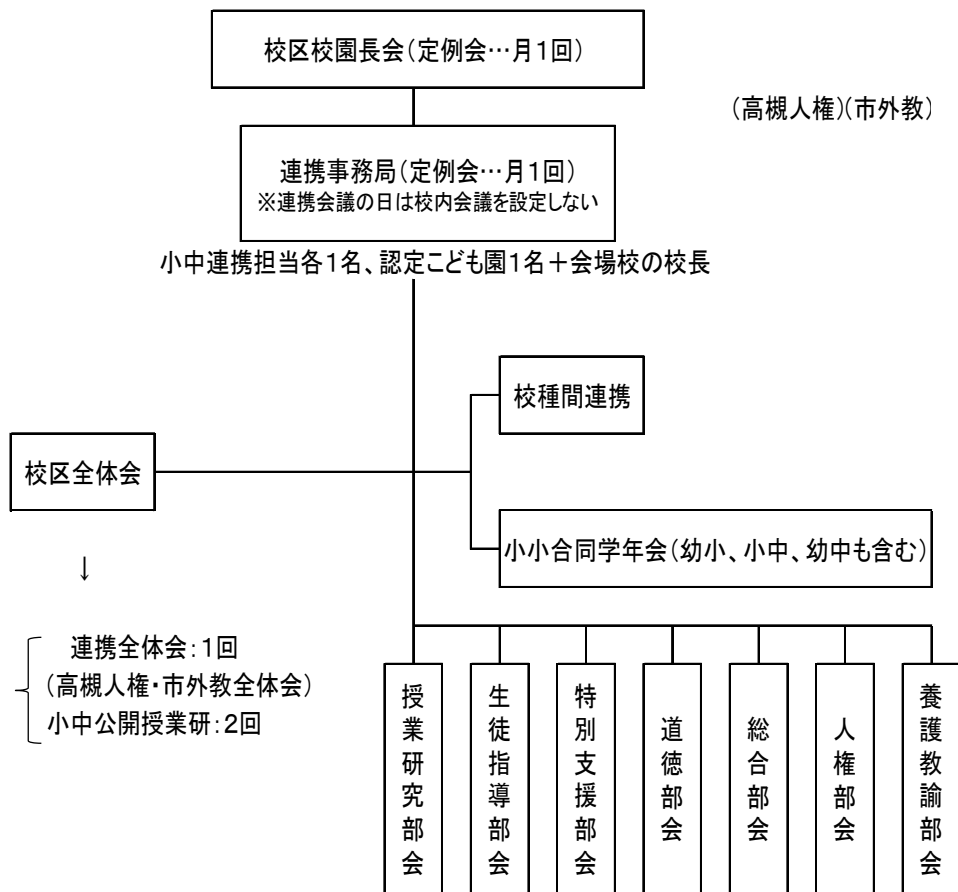 校区校園長会（定例会…月１回）
（高槻人権）（市外教）
連携事務局（定例会…月１回）
※連携会議の日は校内会議を設定しない
小中連携担当各１名、認定こども園１名＋会場校の校長
校種間連携
校区全体会
小小合同学年会（幼小、小中、幼中も含む）
↓
連携全体会：１回
（高槻人権・市外教全体会）
小中公開授業研：２回
授業研究部会
生徒指導部会
特別支援部会
道徳部会
総合部会
人権部会
養護教諭部会